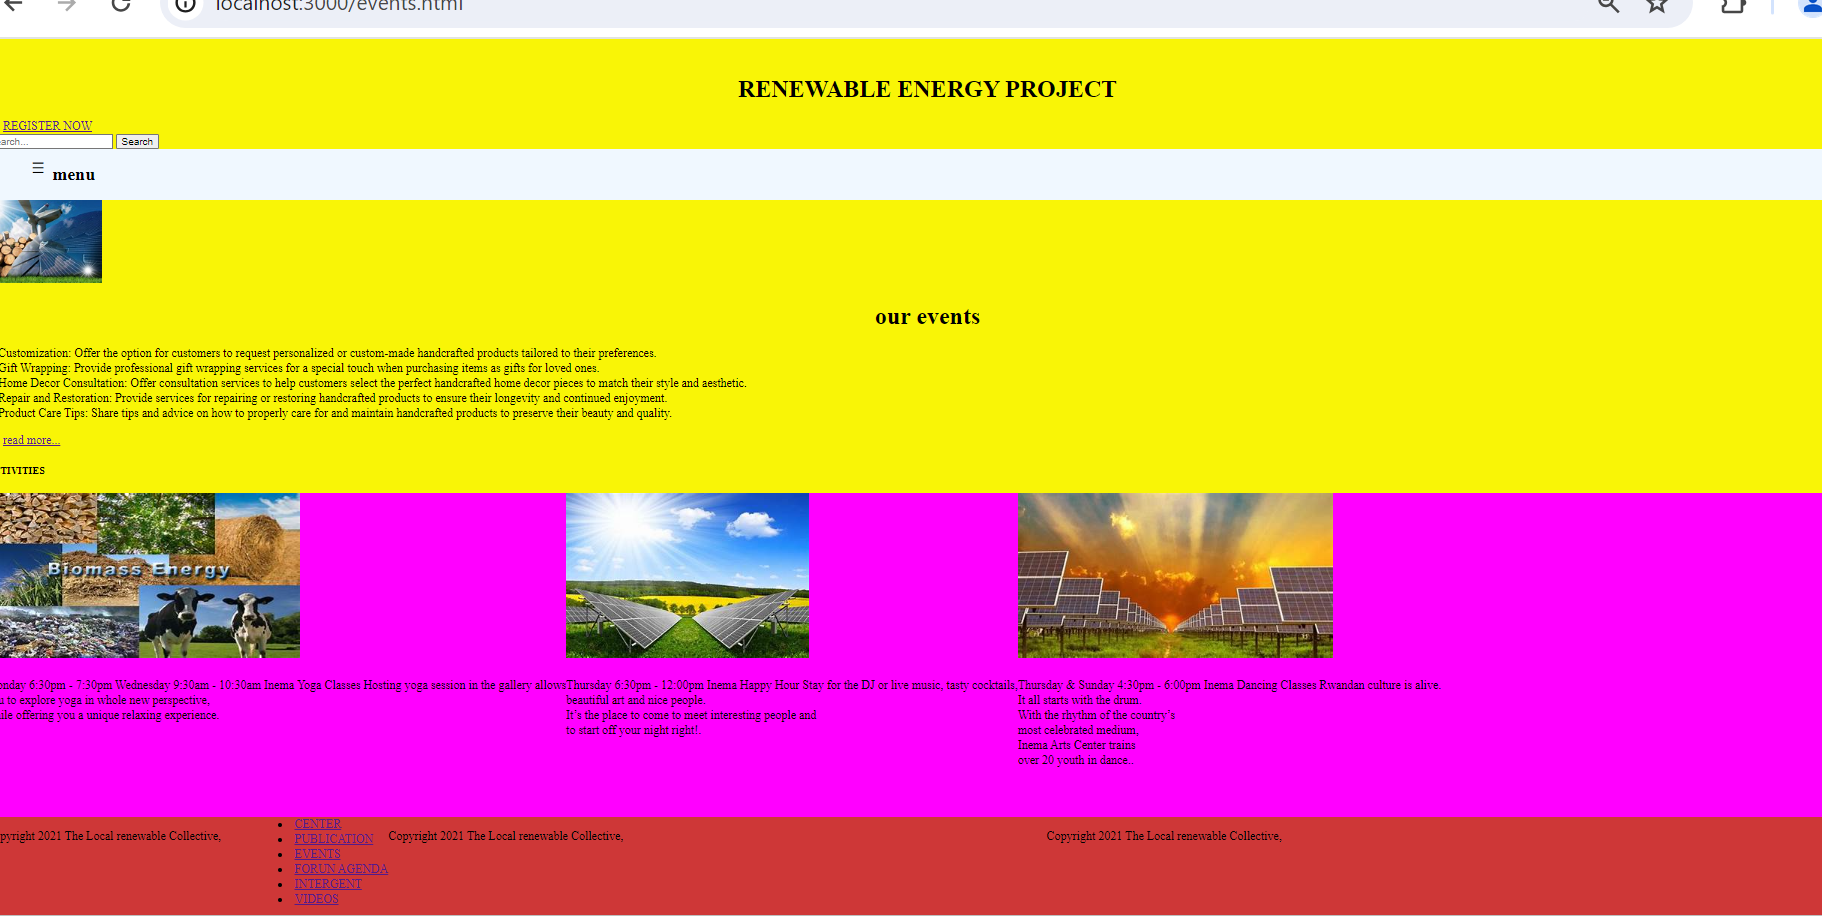 localhost:3000/events.html
RENEWABLE ENERGY PROJECT
REGISTER NOW
arch... Search
☰ menu
our events
Customization: Offer the option for customers to request personalized or custom-made handcrafted products tailored to their preferences.
Gift Wrapping: Provide professional gift wrapping services for a special touch when purchasing items as gifts for loved ones.
Home Decor Consultation: Offer consultation services to help customers select the perfect handcrafted home decor pieces to match their style and aesthetic.
Repair and Restoration: Provide services for repairing or restoring handcrafted products to ensure their longevity and continued enjoyment.
Product Care Tips: Share tips and advice on how to properly care for and maintain handcrafted products to preserve their beauty and quality.
read more...
TIVITIES
Biomass Energy
onday 6:30pm - 7:30pm Wednesday 9:30am - 10:30am Inema Yoga Classes Hosting yoga session in the gallery allows
u to explore yoga in whole new perspective,
ile offering you a unique relaxing experience.
Thursday 6:30pm - 12:00pm Inema Happy Hour Stay for the DJ or live music, tasty cocktails,
beautiful art and nice people.
It's the place to come to meet interesting people and
to start off your night right!.
Thursday & Sunday 4:30pm - 6:00pm Inema Dancing Classes Rwandan culture is alive.
It all starts with the drum.
With the rhythm of the country's
most celebrated medium,
Inema Arts Center trains
over 20 youth in dance..
pyright 2021 The Local renewable Collective,
CENTER
PUBLICATION
EVENTS
FORUN AGENDA
INTERGENT
VIDEOS
Copyright 2021 The Local renewable Collective,
Copyright 2021 The Local renewable Collective,